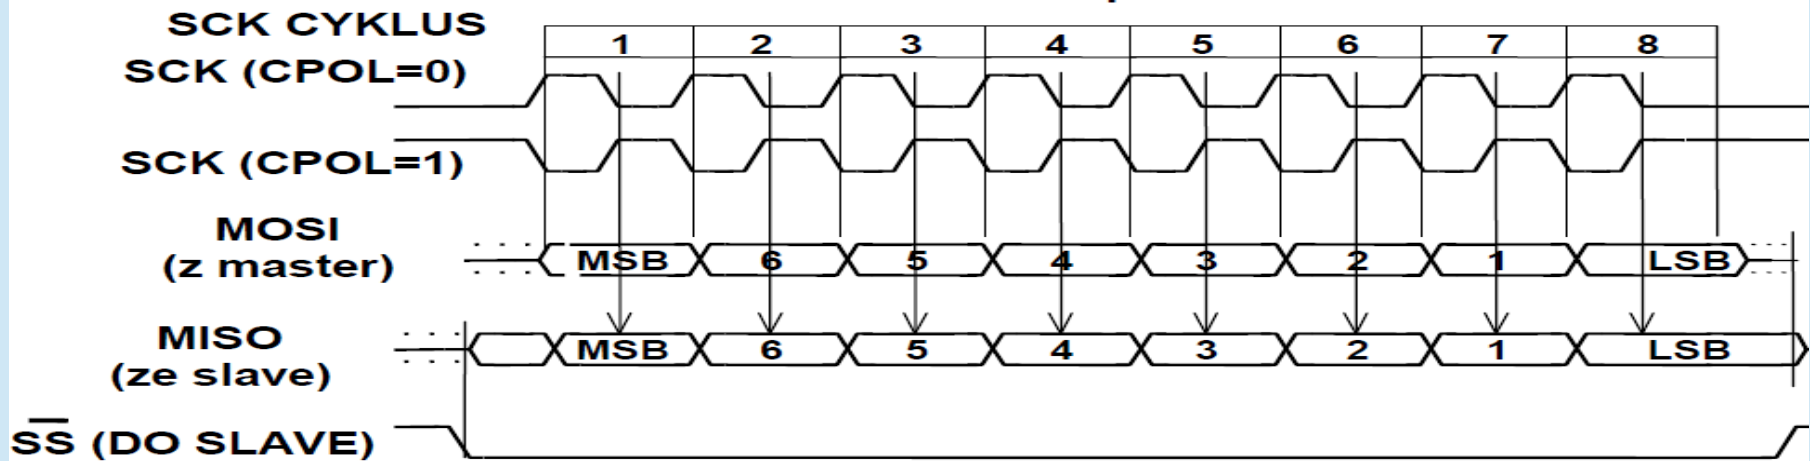 SCK CYKLUS
1 2 3 4 5 6 7 8
SCK (CPOL=0)
SCK (CPOL=1)
MOSI
(z master)
MSB 6 5 4 3 2 1 LSB
MISO
(ze slave)
MSB 6 5 4 3 2 1 LSB
SS (DO SLAVE)